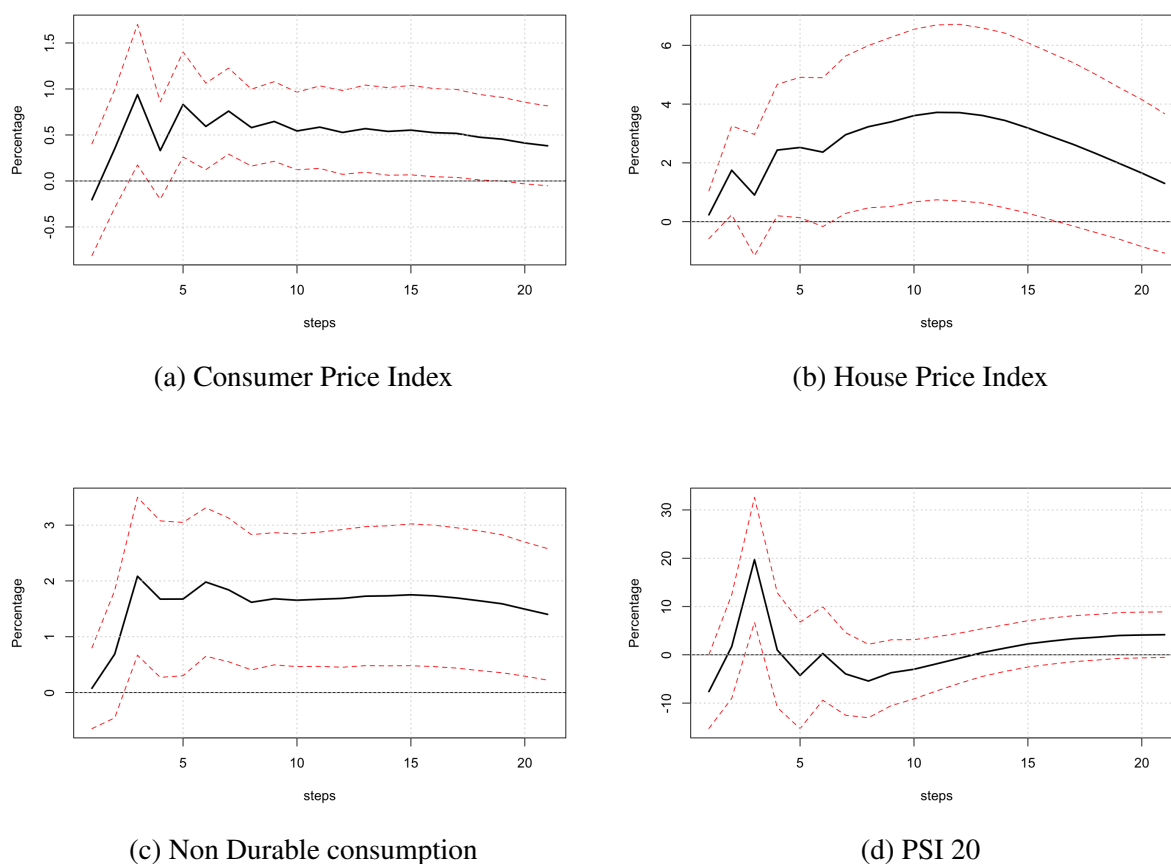 Percentage
1.5
1.0
0.5
0.0
-0.5
5
10
15
20
steps
(a) Consumer Price Index
Percentage
6
4
2
0
5
10
15
20
steps
(b) House Price Index
Percentage
3
2
1
0
5
10
15
20
steps
(c) Non Durable consumption
Percentage
30
20
10
0
-10
5
10
15
20
steps
(d) PSI 20